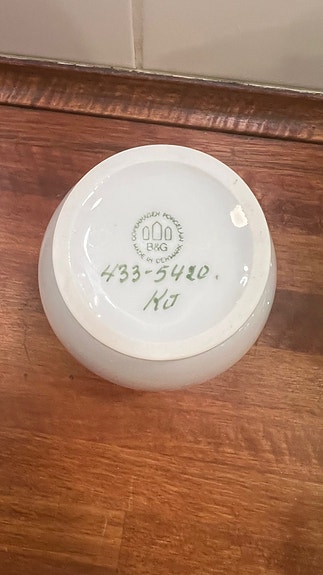 COPENHAGEN PORCELAIN
B&G
MADE IN DENMARK
433-5420.
KJ